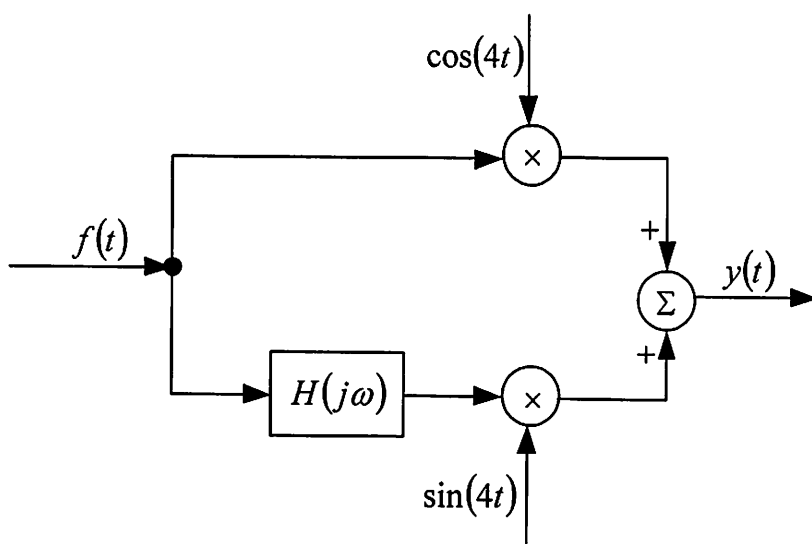 cos(4t)
×
+
f(t)
Σ
y(t)
+
H(jω)
×
sin(4t)